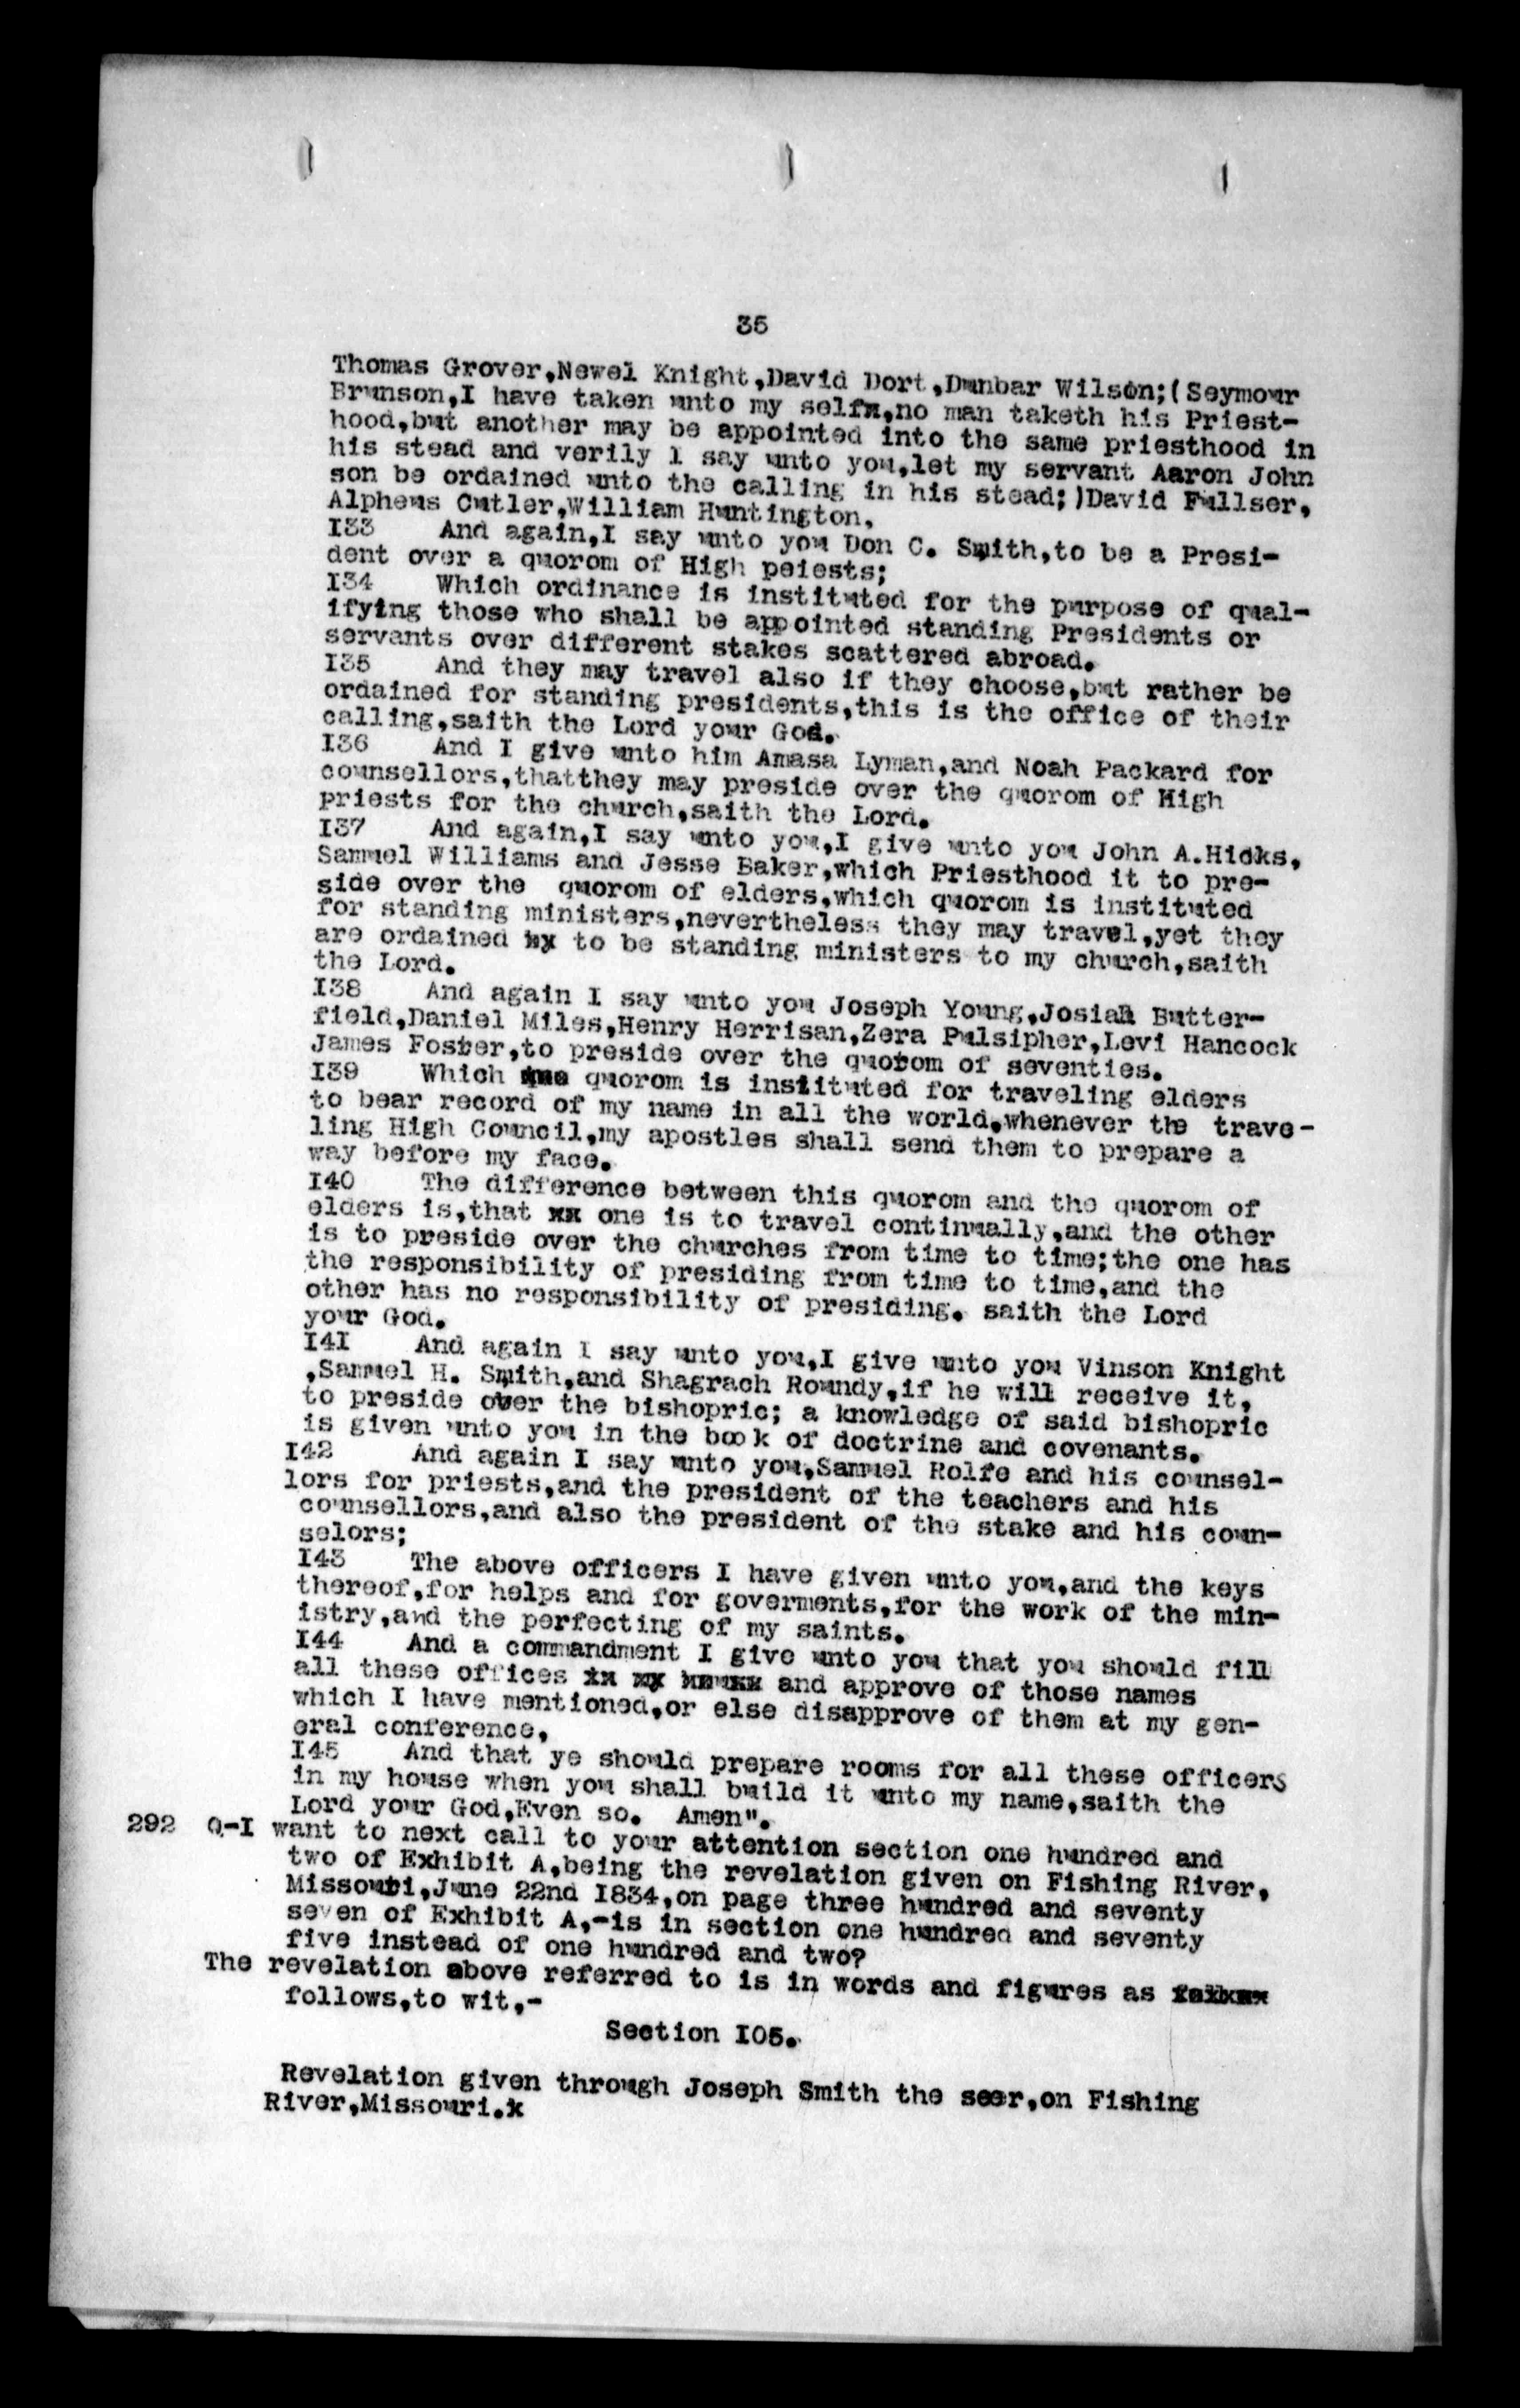 35
Thomas Grover,Newel Knight,David Dort,Dunbar Wilson;(Seymour
Brunson,I have taken unto my selfx,no man taketh his Priest-
hood,but another may be appointed into the same priesthood in
his stead and verily I say unto you,let my servant Aaron John
son be ordained unto the calling in his stead;)David Fullser,
Alpheus Cutler,William Huntington,
I33 And again,I say unto you Don C. Smith,to be a Presi-
dent over a quorom of High peiests;
I34 Which ordinance is instituted for the purpose of qual-
ifying those who shall be appointed standing Presidents or
servants over different stakes scattered abroad.
I35 And they may travel also if they choose,but rather be
ordained for standing presidents,this is the office of their
calling,saith the Lord your God.
I36 And I give unto him Amasa Lyman,and Noah Packard for
counsellors,thatthey may preside over the quorom of High
priests for the church,saith the Lord.
I37 And again,I say unto you,I give unto you John A.Hicks,
Samuel Williams and Jesse Baker,which Priesthood it to pre-
side over the quorom of elders,which quorom is instituted
for standing ministers,nevertheless they may travel,yet they
are ordained by to be standing ministers to my church,saith
the Lord.
I38 And again I say unto you Joseph Young,Josiah Butter-
field,Daniel Miles,Henry Herrisan,Zera Pulsipher,Levi Hancock
James Foster,to preside over the quorom of seventies.
I39 Which quorom is instituted for traveling elders
to bear record of my name in all the world,whenever the trave-
ling High Council,my apostles shall send them to prepare a
way before my face.
I40 The difference between this quorom and the quorom of
elders is,that xx one is to travel continually,and the other
is to preside over the churches from time to time;the one has
the responsibility of presiding from time to time,and the
other has no responsibility of presiding. saith the Lord
your God.
I4I And again I say unto you,I give unto you Vinson Knight
,Samuel H. Smith,and Shagrach Roundy,if he will receive it,
to preside over the bishopric; a knowledge of said bishopric
is given unto you in the book of doctrine and covenants.
I42 And again I say unto you,Samuel Rolfe and his counsel-
lors for priests,and the president of the teachers and his
counsellors,and also the president of the stake and his coun-
selors;
I43 The above officers I have given unto you,and the keys
thereof,for helps and for goverments,for the work of the min-
istry,and the perfecting of my saints.
I44 And a commandment I give unto you that you should fill
all these offices and approve of those names
which I have mentioned,or else disapprove of them at my gen-
eral conference,
I45 And that ye should prepare rooms for all these officers
in my house when you shall build it unto my name,saith the
Lord your God,Even so. Amen".
292 Q-I want to next call to your attention section one hundred and
two of Exhibit A,being the revelation given on Fishing River,
Missouri,June 22nd I834,on page three hundred and seventy
seven of Exhibit A,-is in section one hundred and seventy
five instead of one hundred and two?
The revelation above referred to is in words and figures as
follows,to wit,-
Section I05.
Revelation given through Joseph Smith the seer,on Fishing
River,Missouri.x